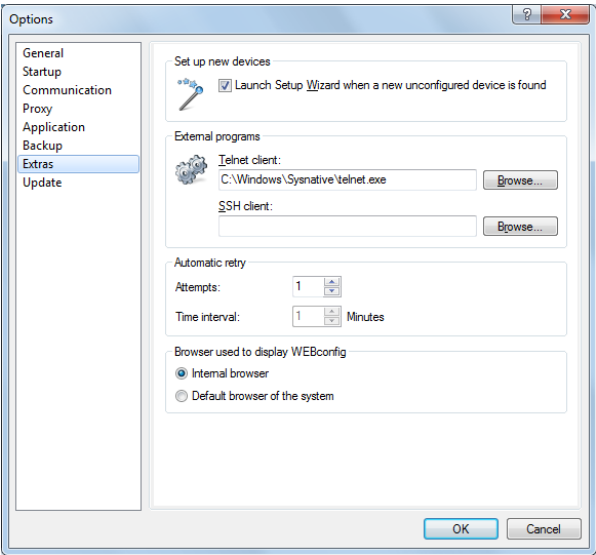 Options
General
Startup
Communication
Proxy
Application
Backup
Extras
Update
Set up new devices
Launch Setup Wizard when a new unconfigured device is found
External programs
Telnet client:
C:\Windows\Sysnative\telnet.exe
Browse...
SSH client:
Browse...
Automatic retry
Attempts: 1
Time interval: 1 Minutes
Browser used to display WEBconfig
Internal browser
Default browser of the system
OK Cancel